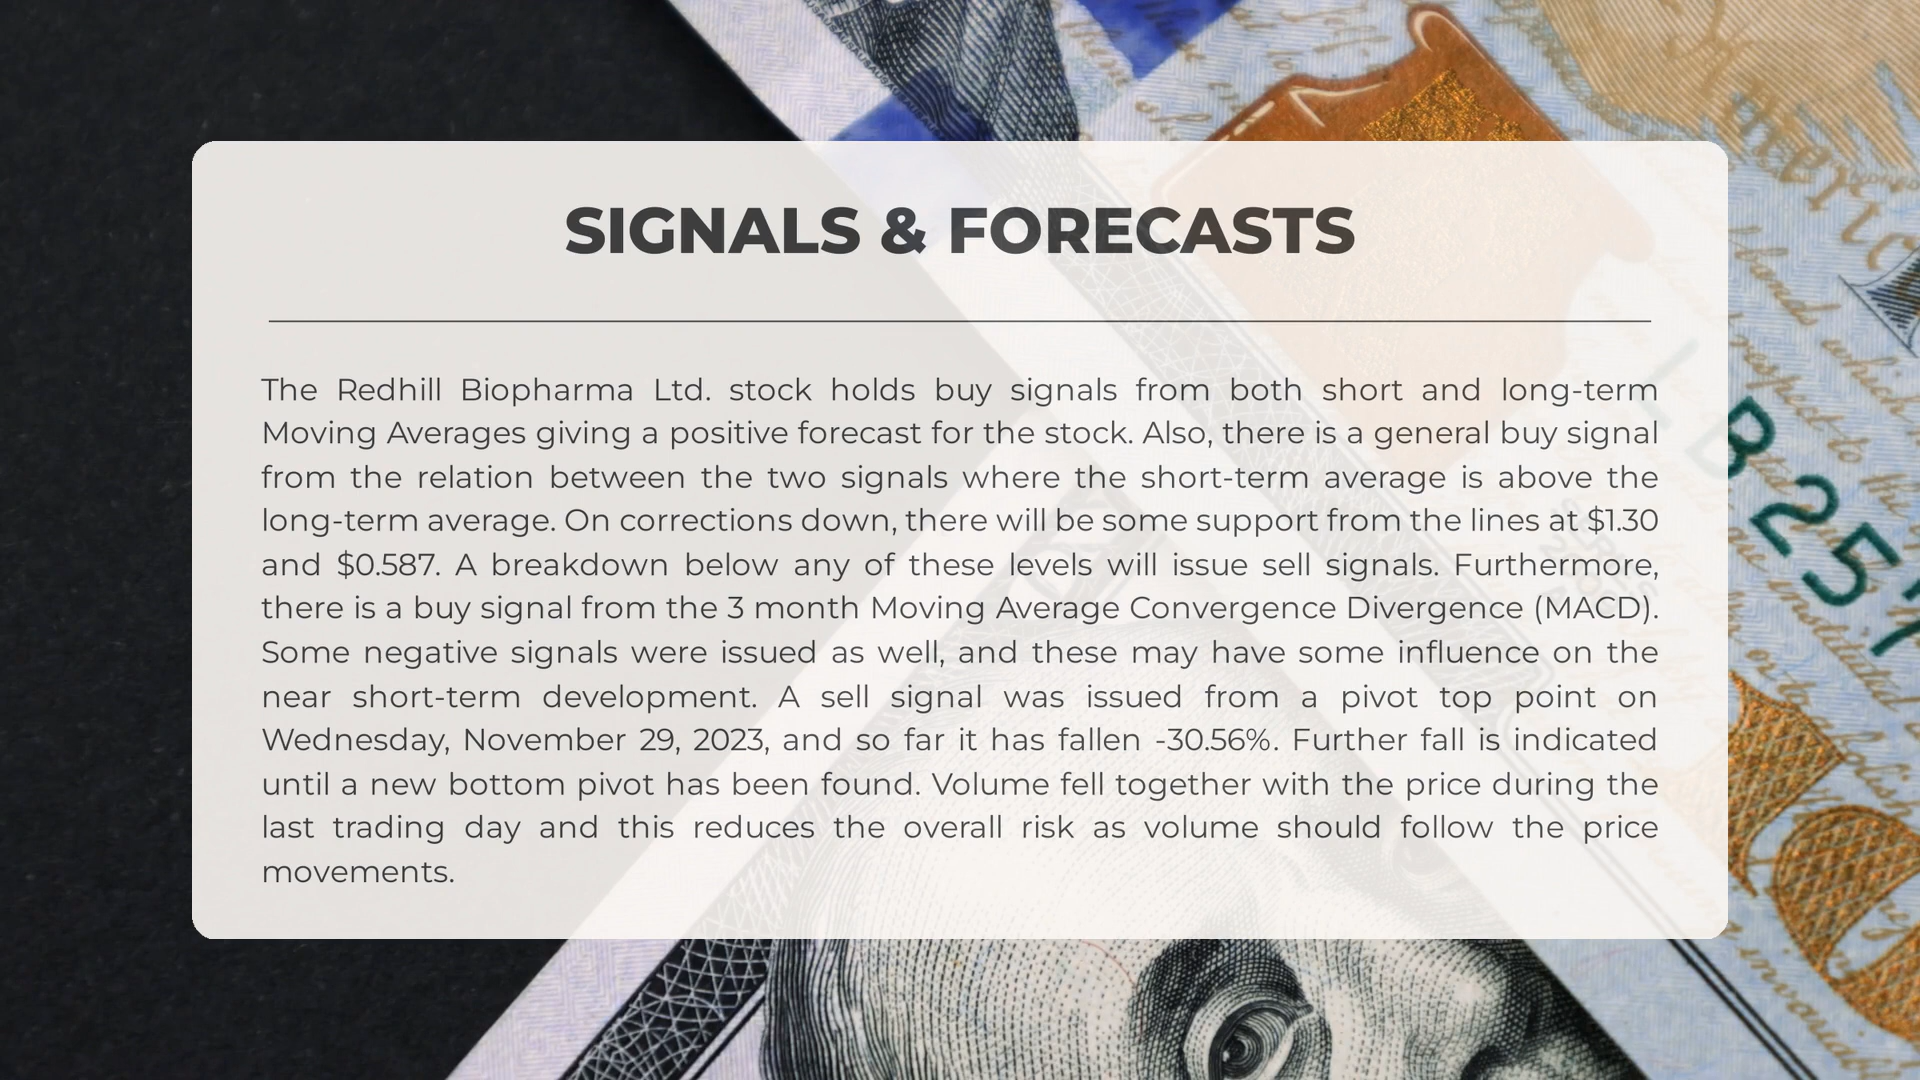 SIGNALS & FORECASTS
The Redhill Biopharma Ltd. stock holds buy signals from both short and long-term
Moving Averages giving a positive forecast for the stock. Also, there is a general buy signal
from the relation between the two signals where the short-term average is above the
long-term average. On corrections down, there will be some support from the lines at $1.30
and $0.587. A breakdown below any of these levels will issue sell signals. Furthermore,
there is a buy signal from the 3 month Moving Average Convergence Divergence (MACD).
Some negative signals were issued as well, and these may have some influence on the
near short-term development. A sell signal was issued from a pivot top point on
Wednesday, November 29, 2023, and so far it has fallen -30.56%. Further fall is indicated
until a new bottom pivot has been found. Volume fell together with the price during the
last trading day and this reduces the overall risk as volume should follow the price
movements.